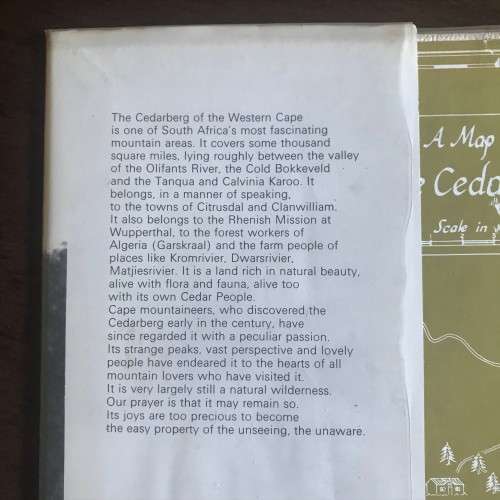 The Cedarberg of the Western Cape
is one of South Africa's most fascinating
mountain areas. It covers some thousand
square miles, lying roughly between the valley
of the Olifants River, the Cold Bokkeveld
and the Tanqua and Calvinia Karoo. It
belongs, in a manner of speaking,
to the towns of Citrusdal and Clanwilliam.
It also belongs to the Rhenish Mission at
Wupperthal, to the forest workers of
Algeria (Garskraal) and the farm people of
places like Kromrivier, Dwarsrivier,
Matjiesrivier. It is a land rich in natural beauty,
alive with flora and fauna, alive too
with its own Cedar People.
Cape mountaineers, who discovered the
Cedarberg early in the century, have
since regarded it with a peculiar passion.
Its strange peaks, vast perspective and lovely
people have endeared it to the hearts of all
mountain lovers who have visited it.
It is very largely still a natural wilderness.
Our prayer is that it may remain so.
Its joys are too precious to become
the easy property of the unseeing, the unaware.
A Map
e Ceda
Scale in